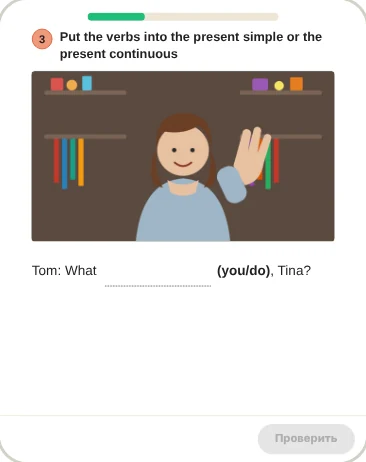 3 Put the verbs into the present simple or the
present continuous
Tom: What (you/do), Tina?
Проверить